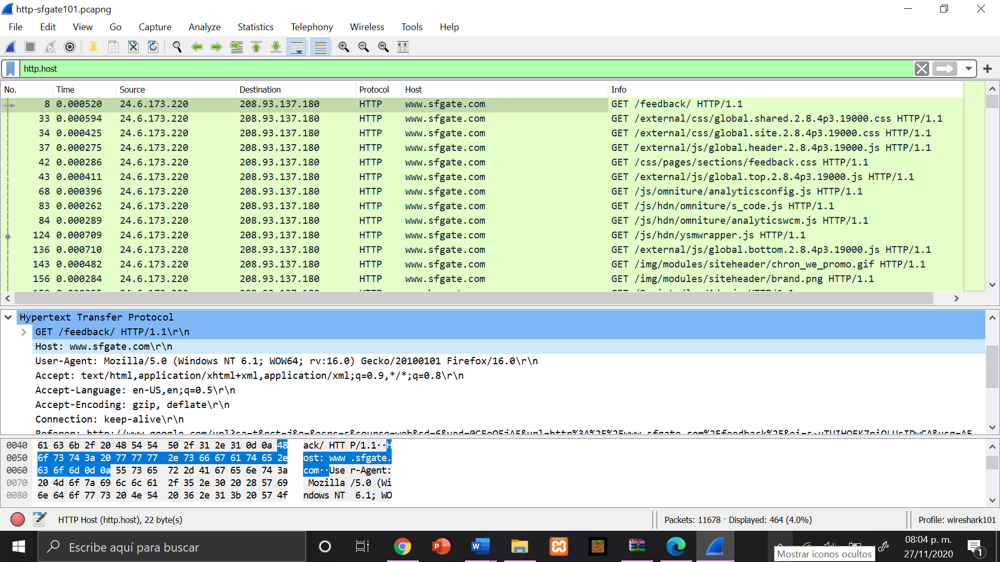 http-sfgate101.pcapng
File Edit View Go Capture Analyze Statistics Telephony Wireless Tools Help
http.host
No. Time Source Destination Protocol Host Info
8 0.000520 24.6.173.220 208.93.137.180 HTTP www.sfgate.com GET /feedback/ HTTP/1.1
33 0.000594 24.6.173.220 208.93.137.180 HTTP www.sfgate.com GET /external/css/global.shared.2.8.4p3.19000.css HTTP/1.1
34 0.000425 24.6.173.220 208.93.137.180 HTTP www.sfgate.com GET /external/css/global.site.2.8.4p3.19000.css HTTP/1.1
37 0.000275 24.6.173.220 208.93.137.180 HTTP www.sfgate.com GET /external/js/global.header.2.8.4p3.19000.js HTTP/1.1
42 0.000286 24.6.173.220 208.93.137.180 HTTP www.sfgate.com GET /css/pages/sections/feedback.css HTTP/1.1
43 0.000411 24.6.173.220 208.93.137.180 HTTP www.sfgate.com GET /external/js/global.top.2.8.4p3.19000.js HTTP/1.1
68 0.000396 24.6.173.220 208.93.137.180 HTTP www.sfgate.com GET /js/omniture/analyticsconfig.js HTTP/1.1
83 0.000262 24.6.173.220 208.93.137.180 HTTP www.sfgate.com GET /js/hdn/omniture/s_code.js HTTP/1.1
84 0.000289 24.6.173.220 208.93.137.180 HTTP www.sfgate.com GET /js/hdn/omniture/analyticswcm.js HTTP/1.1
124 0.000709 24.6.173.220 208.93.137.180 HTTP www.sfgate.com GET /js/hdn/ysmwrapper.js HTTP/1.1
136 0.000710 24.6.173.220 208.93.137.180 HTTP www.sfgate.com GET /external/js/global.bottom.2.8.4p3.19000.js HTTP/1.1
143 0.000482 24.6.173.220 208.93.137.180 HTTP www.sfgate.com GET /img/modules/siteheader/chron_we_promo.gif HTTP/1.1
156 0.000284 24.6.173.220 208.93.137.180 HTTP www.sfgate.com GET /img/modules/siteheader/brand.png HTTP/1.1
Hypertext Transfer Protocol
GET /feedback/ HTTP/1.1\r\n
Host: www.sfgate.com\r\n
User-Agent: Mozilla/5.0 (Windows NT 6.1; WOW64; rv:16.0) Gecko/20100101 Firefox/16.0\r\n
Accept: text/html,application/xhtml+xml,application/xml;q=0.9,*/*;q=0.8\r\n
Accept-Language: en-US,en;q=0.5\r\n
Accept-Encoding: gzip, deflate\r\n
Connection: keep-alive\r\n
0040 61 63 6b 2f 20 48 54 54 50 2f 31 2e 31 0d 0a 48 ack/ HTT P/1.1··H
0050 6f 73 74 3a 20 77 77 77 2e 73 66 67 61 74 65 2e ost: www .sfgate.
0060 63 6f 6d 0d 0a 55 73 65 72 2d 41 67 65 6e 74 3a com··Use r-Agent:
0070 20 4d 6f 7a 69 6c 6c 61 2f 35 2e 30 20 28 57 69 Mozilla /5.0 (Wi
0080 6e 64 6f 77 73 20 4e 54 20 36 2e 31 3b 20 57 4f ndows NT 6.1; WO
HTTP Host (http.host), 22 byte(s) Packets: 11678 · Displayed: 464 (4.0%) Profile: wireshark101
Escribe aquí para buscar
Mostrar iconos ocultos
08:04 p. m.
27/11/2020
1